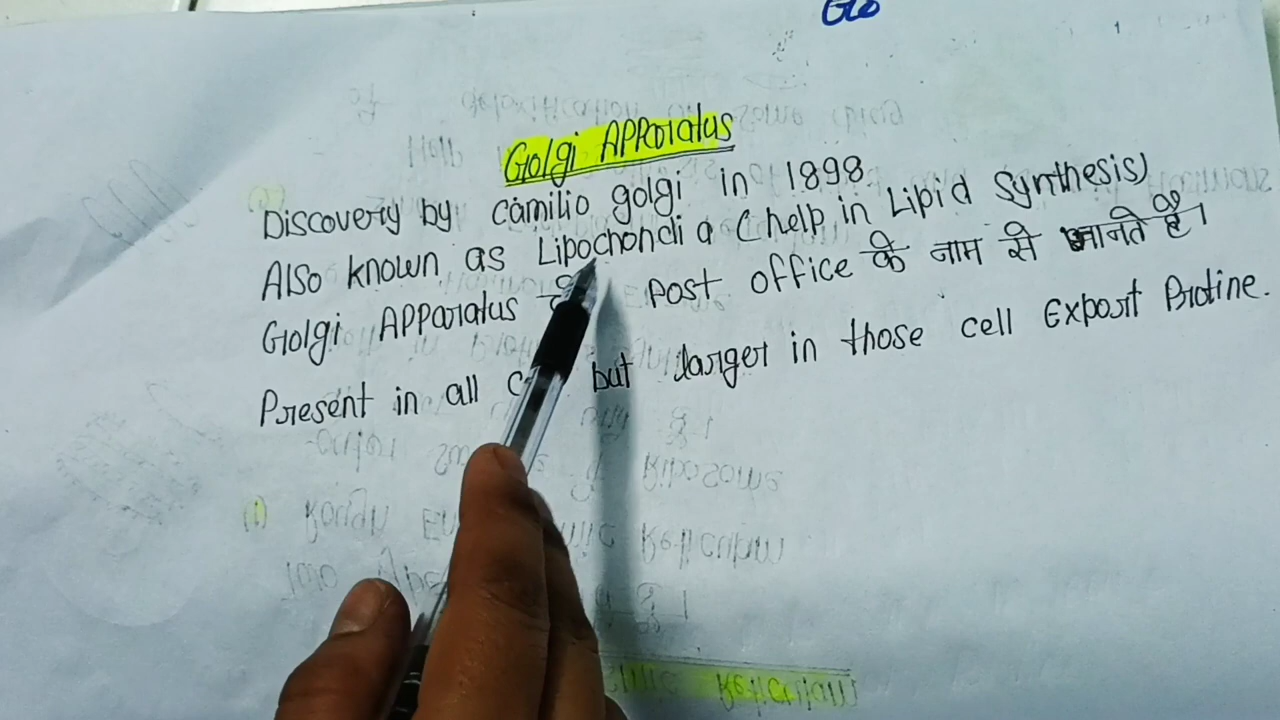 Golgi APParatus
Discovery by camilio golgi in 1898
Also known as Lipochondia (help in Lipid synthesis)
Golgi APParatus Post office के नाम से जानते है।
Present in all but larger in those cell Export Protine.